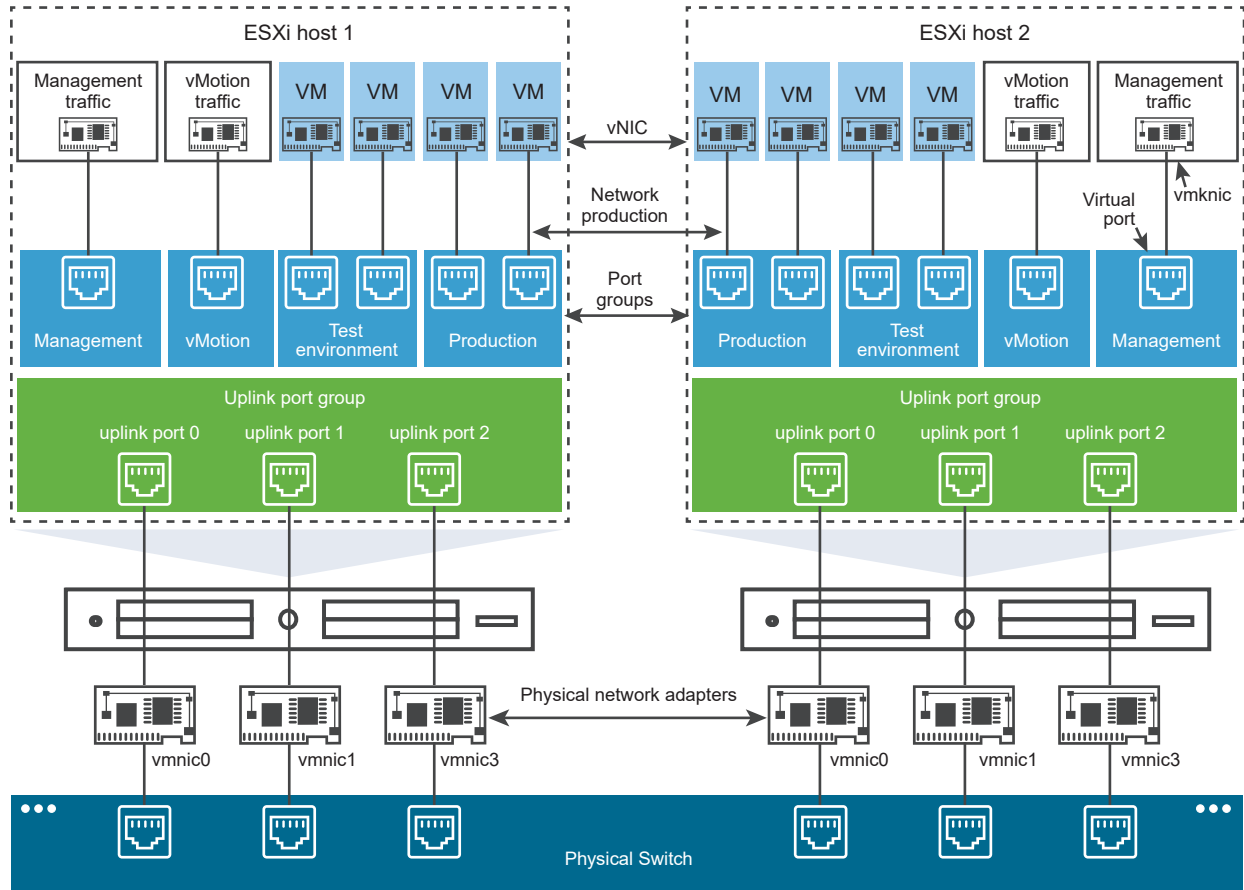 ESXi host 1
ESXi host 2
Management
traffic
vMotion
traffic
VM
VM
VM
VM
vNIC
VM
VM
VM
VM
vMotion
traffic
Management
traffic
vmknic
Network
production
Virtual
port
Port
groups
Management
vMotion
Test
environment
Production
Production
Test
environment
vMotion
Management
Uplink port group
uplink port 0
uplink port 1
uplink port 2
Uplink port group
uplink port 0
uplink port 1
uplink port 2
Physical network adapters
vmnic0
vmnic1
vmnic3
vmnic0
vmnic1
vmnic3
Physical Switch